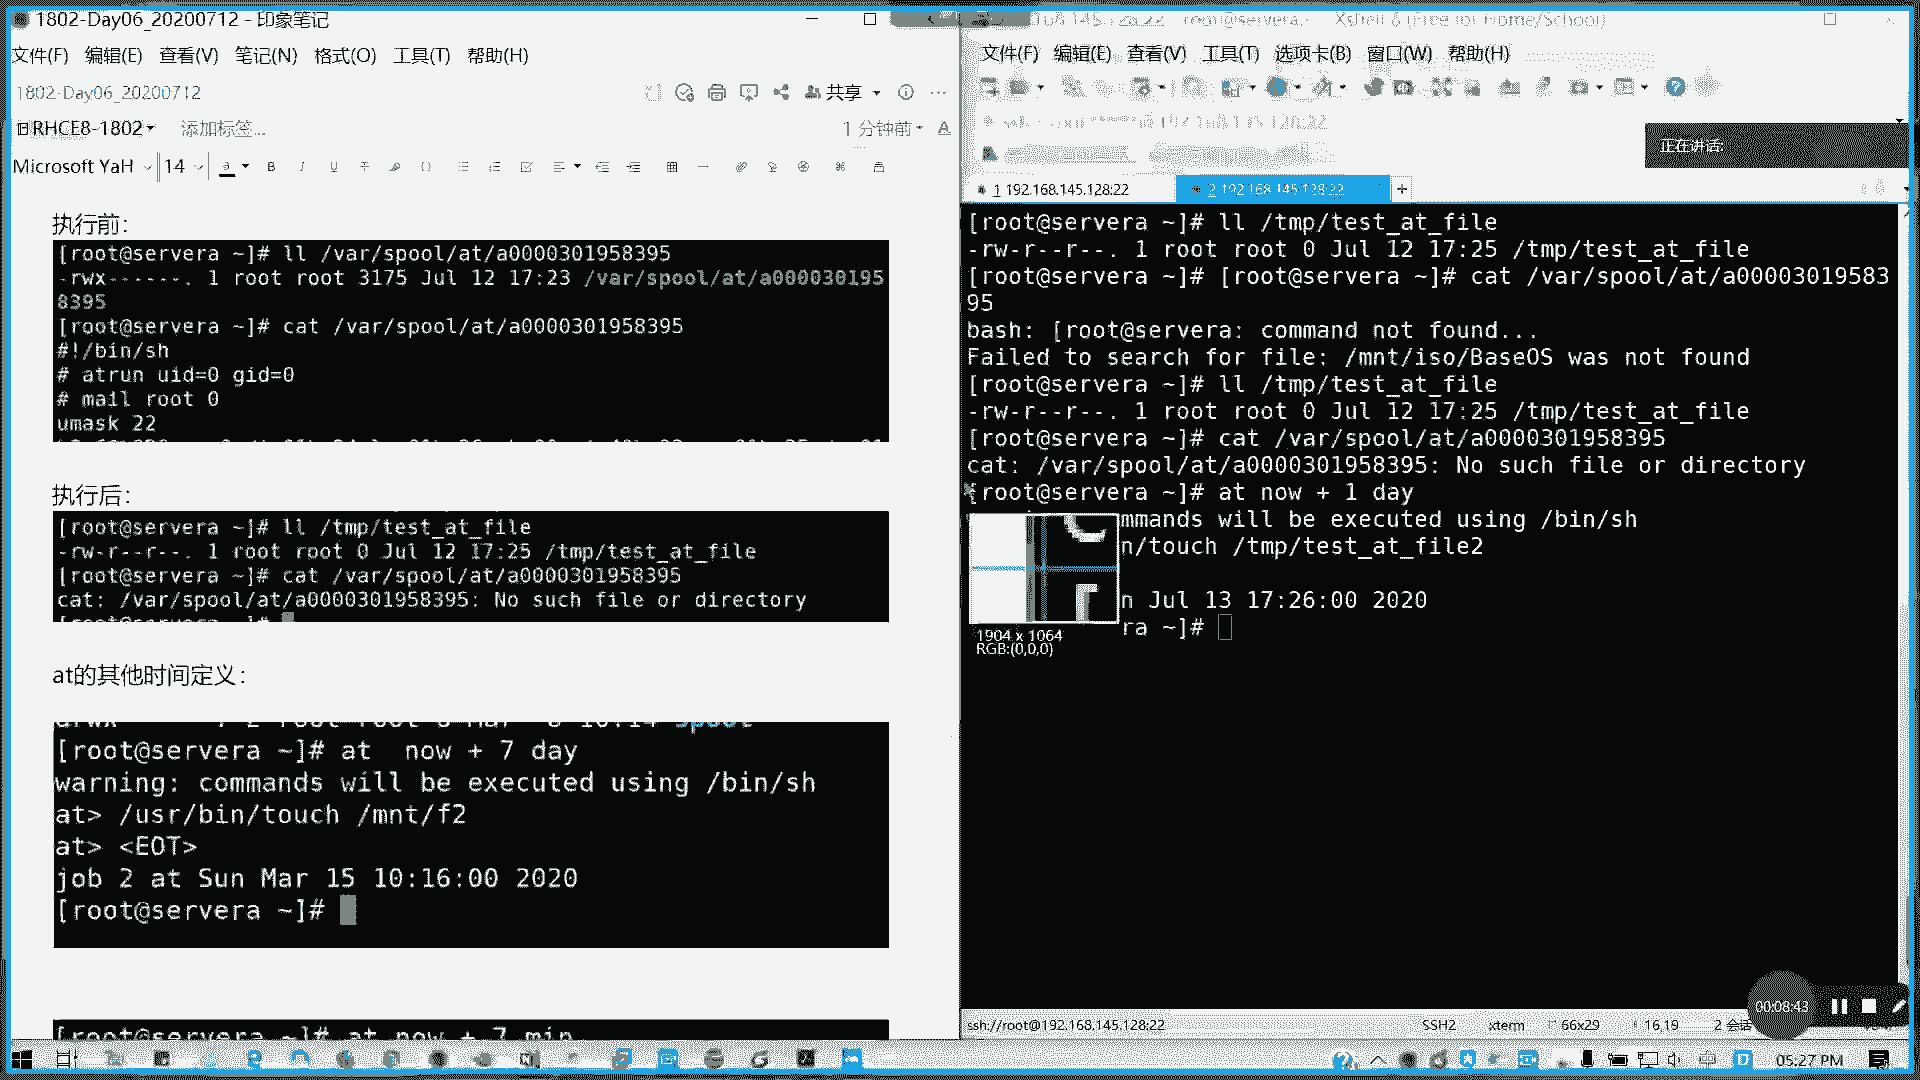 1802-Day06_20200712 - 印象笔记
文件(F) 编辑(E) 查看(V) 笔记(N) 格式(O) 工具(T) 帮助(H)
1802-Day06_20200712
共享
RHCE8-1802
添加标签...
1 分钟前
Microsoft YaH 14
执行前:
[root@servera ~]# ll /var/spool/at/a0000301958395
-rwx------. 1 root root 3175 Jul 12 17:23 /var/spool/at/a000030195
8395
[root@servera ~]# cat /var/spool/at/a0000301958395
#!/bin/sh
# atrun uid=0 gid=0
# mail root 0
umask 22
执行后:
[root@servera ~]# ll /tmp/test_at_file
-rw-r--r--. 1 root root 0 Jul 12 17:25 /tmp/test_at_file
[root@servera ~]# cat /var/spool/at/a0000301958395
cat: /var/spool/at/a0000301958395: No such file or directory
at的其他时间定义:
[root@servera ~]# at  now + 7 day
warning: commands will be executed using /bin/sh
at> /usr/bin/touch /mnt/f2
at> <EOT>
job 2 at Sun Mar 15 10:16:00 2020
[root@servera ~]#
[root@servera ~]# at now + 7 min
168.145.128:22 root@servera:~ Xshell 6 (Free for Home/School)
文件(F) 编辑(E) 查看(V) 工具(T) 选项卡(B) 窗口(W) 帮助(H)
192.168.145.128:22
正在讲话:
1 192.168.145.128:22
2 192.168.145.128:22
[root@servera ~]# ll /tmp/test_at_file
-rw-r--r--. 1 root root 0 Jul 12 17:25 /tmp/test_at_file
[root@servera ~]# [root@servera ~]# cat /var/spool/at/a00003019583
95
bash: [root@servera: command not found...
Failed to search for file: /mnt/iso/BaseOS was not found
[root@servera ~]# ll /tmp/test_at_file
-rw-r--r--. 1 root root 0 Jul 12 17:25 /tmp/test_at_file
[root@servera ~]# cat /var/spool/at/a0000301958395
cat: /var/spool/at/a0000301958395: No such file or directory
[root@servera ~]# at now + 1 day
mmands will be executed using /bin/sh
n/touch /tmp/test_at_file2
n Jul 13 17:26:00 2020
ra ~]#
1904 x 1064
RGB:(0,0,0)
00:08:43
ssh://root@192.168.145.128:22 SSH2 xterm 66x29 16,19 2 会话
05:27 PM